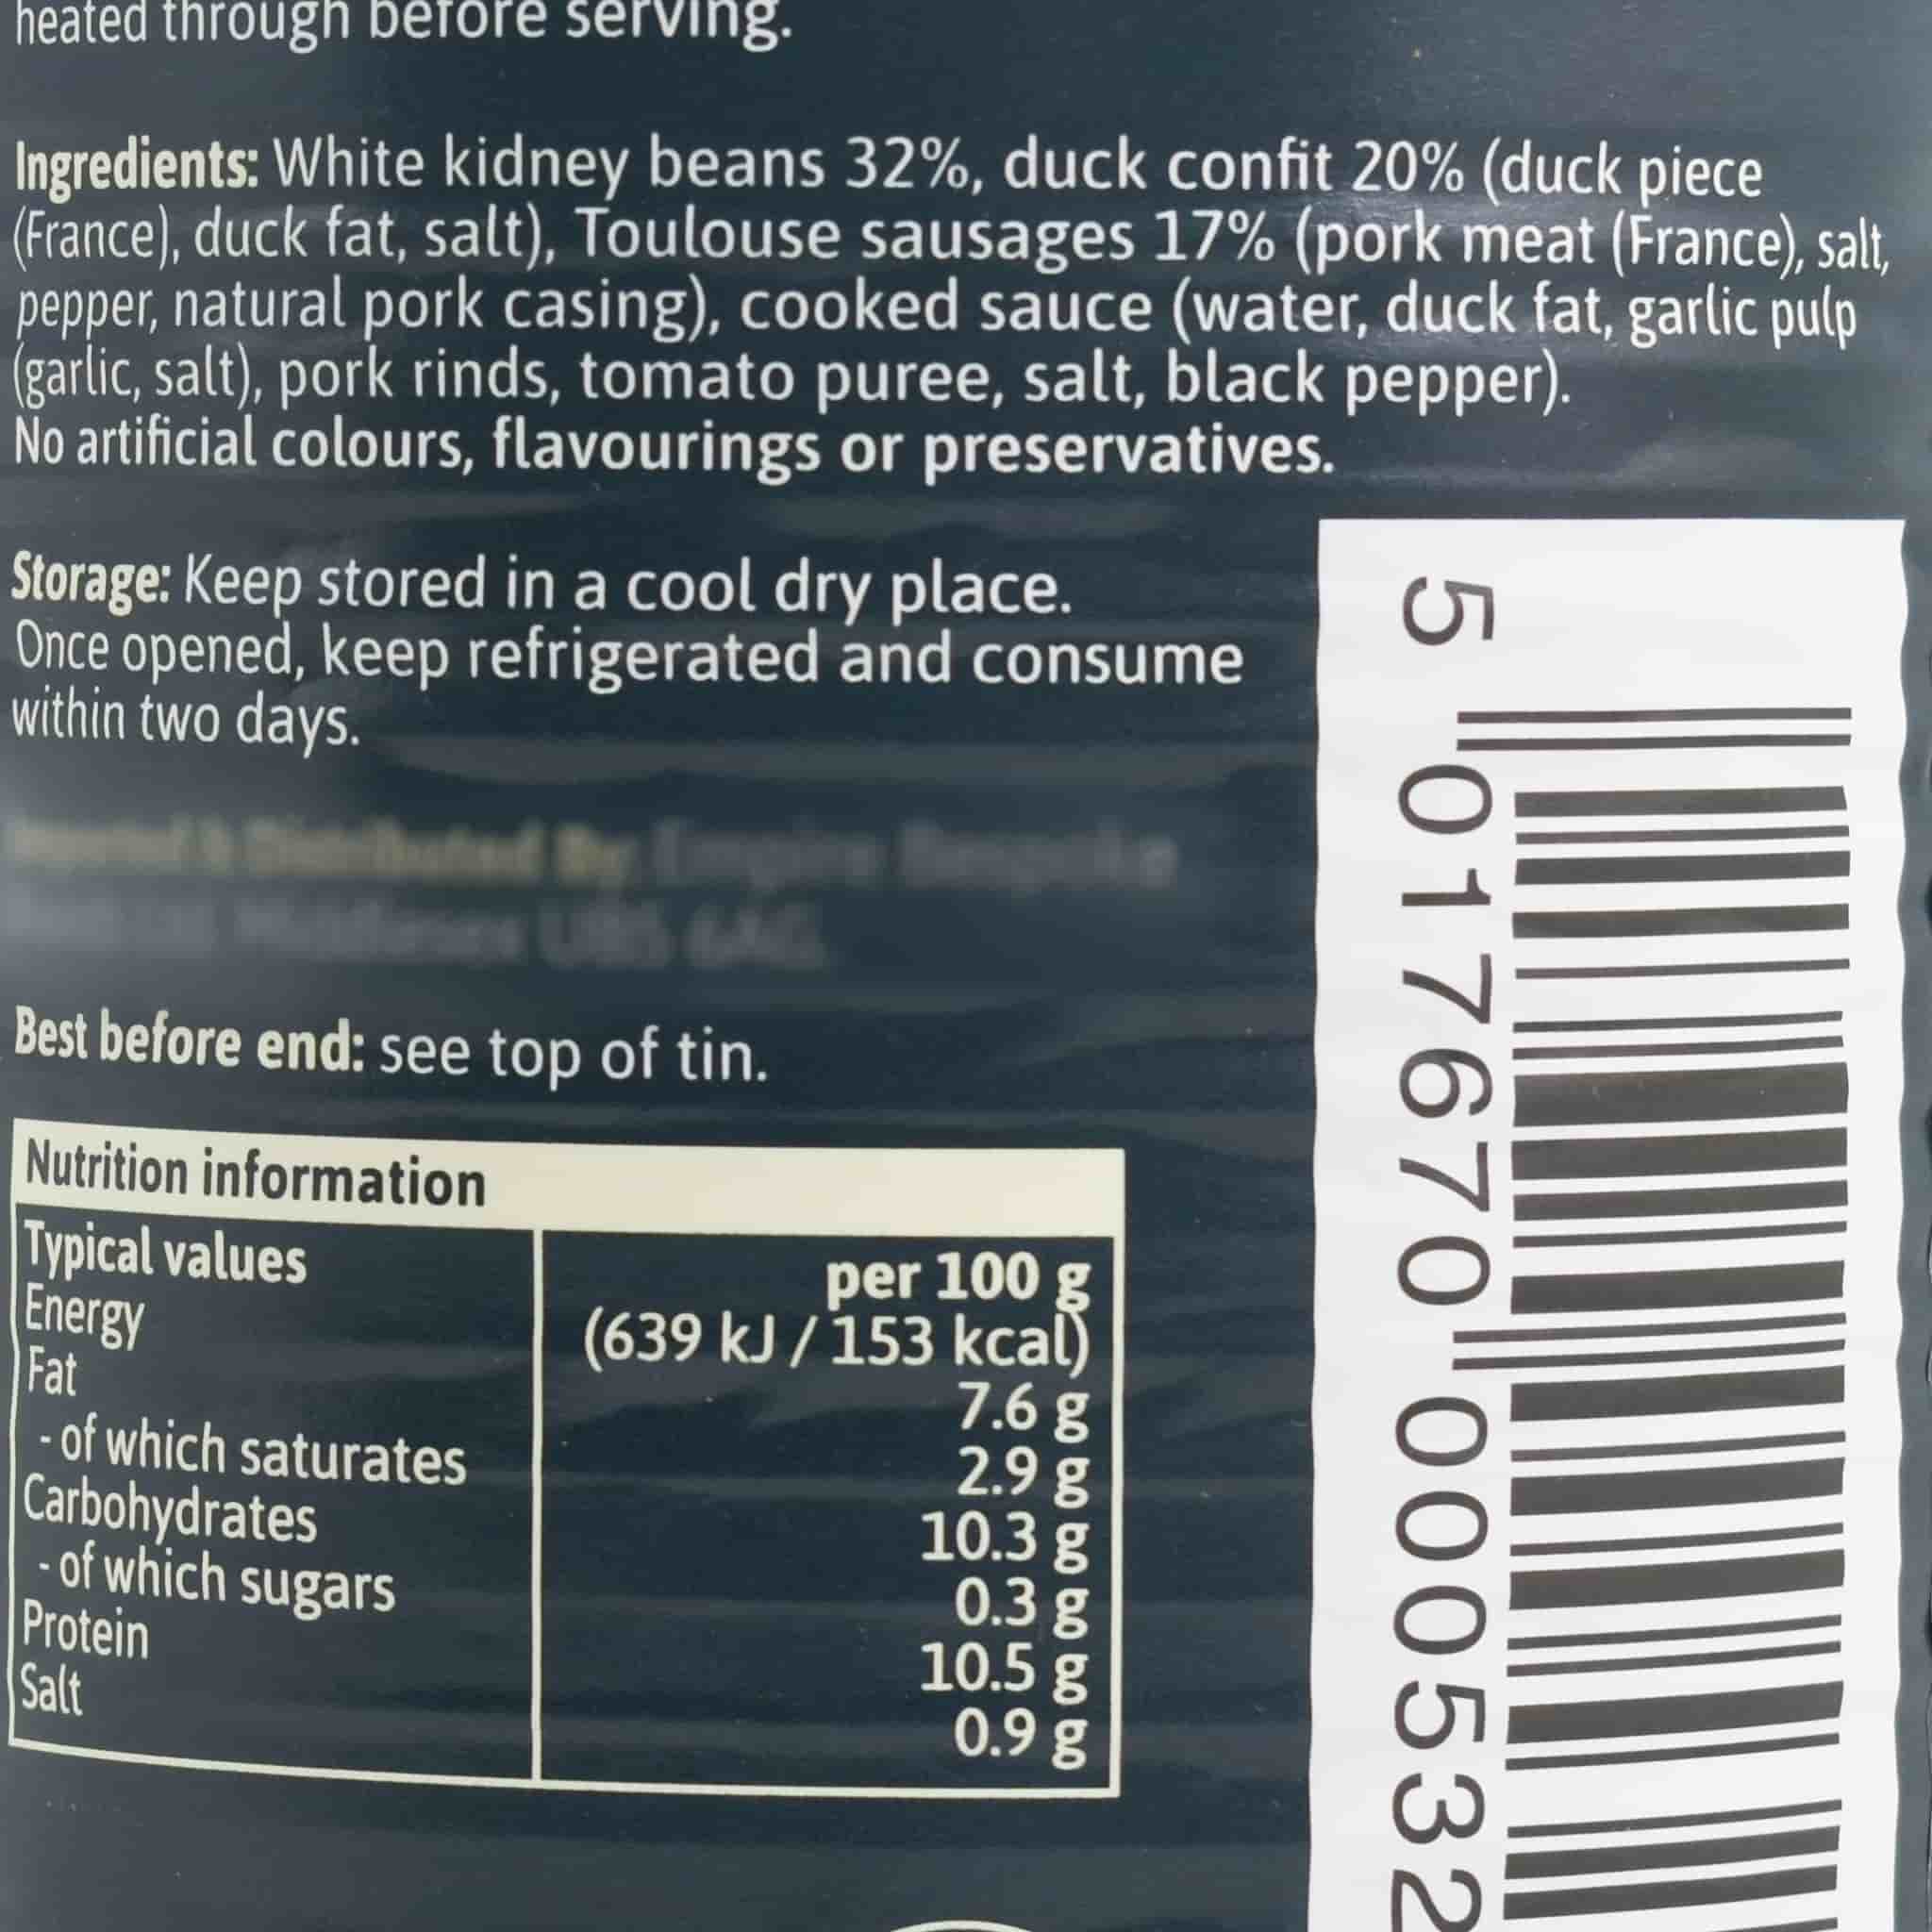 heated through before serving.
Ingredients: White kidney beans 32%, duck confit 20% (duck piece
(France), duck fat, salt), Toulouse sausages 17% (pork meat (France), salt,
pepper, natural pork casing), cooked sauce (water, duck fat, garlic pulp
(garlic, salt), pork rinds, tomato puree, salt, black pepper).
No artificial colours, flavourings or preservatives.
Storage: Keep stored in a cool dry place.
Once opened, keep refrigerated and consume
within two days.
Best before end: see top of tin.
Nutrition information
Typical values per 100 g
Energy (639 kJ / 153 kcal)
Fat 7.6 g
- of which saturates 2.9 g
Carbohydrates 10.3 g
- of which sugars 0.3 g
Protein 10.5 g
Salt 0.9 g
5 017670 000532